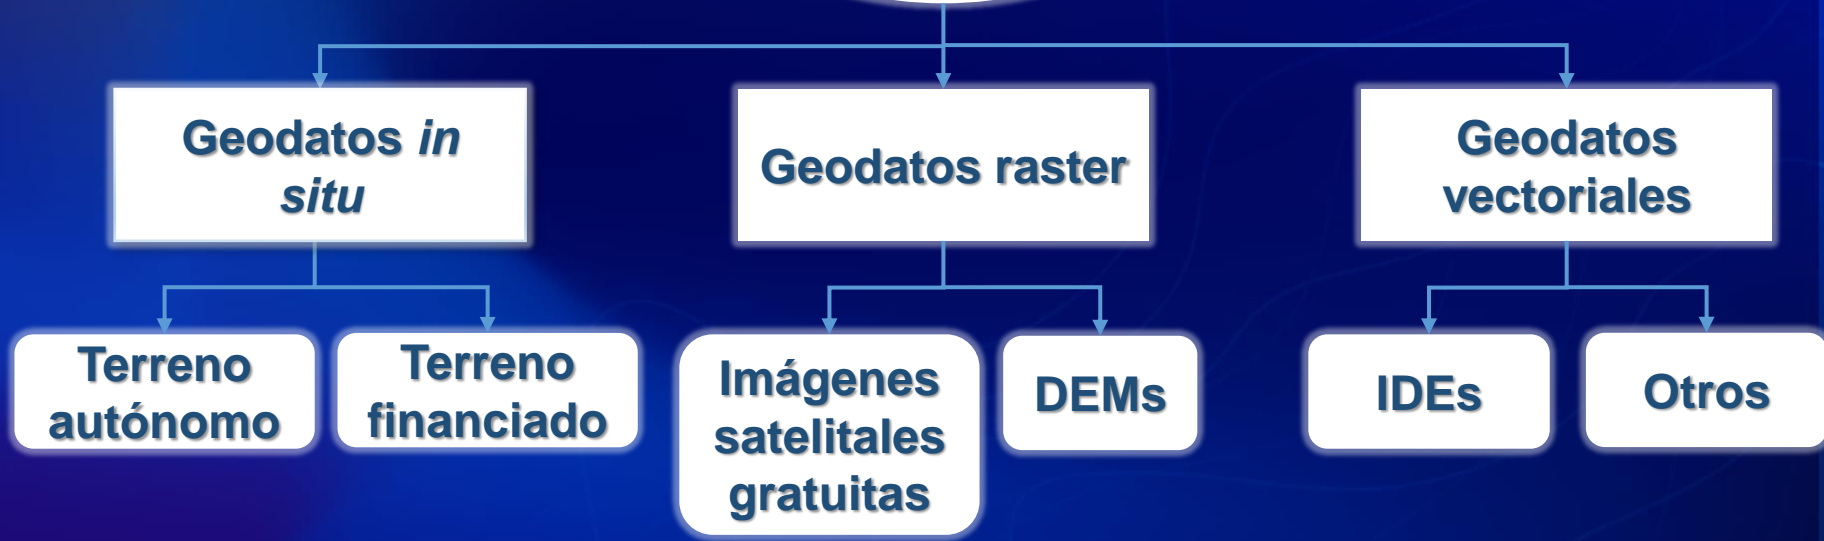 Geodatos in
situ
Geodatos raster
Geodatos
vectoriales
Terreno
autónomo
Terreno
financiado
Imágenes
satelitales
gratuitas
DEMs
IDEs
Otros